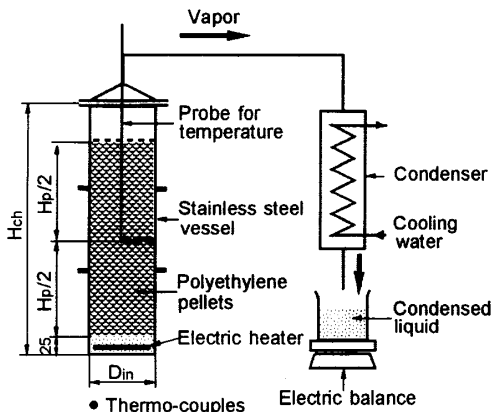 Vapor
Probe for
temperature
Hch
Hp/2
Hp/2
25
Stainless steel
vessel
Polyethylene
pellets
Electric heater
Din
● Thermo-couples
Condenser
Cooling
water
Condensed
liquid
Electric balance